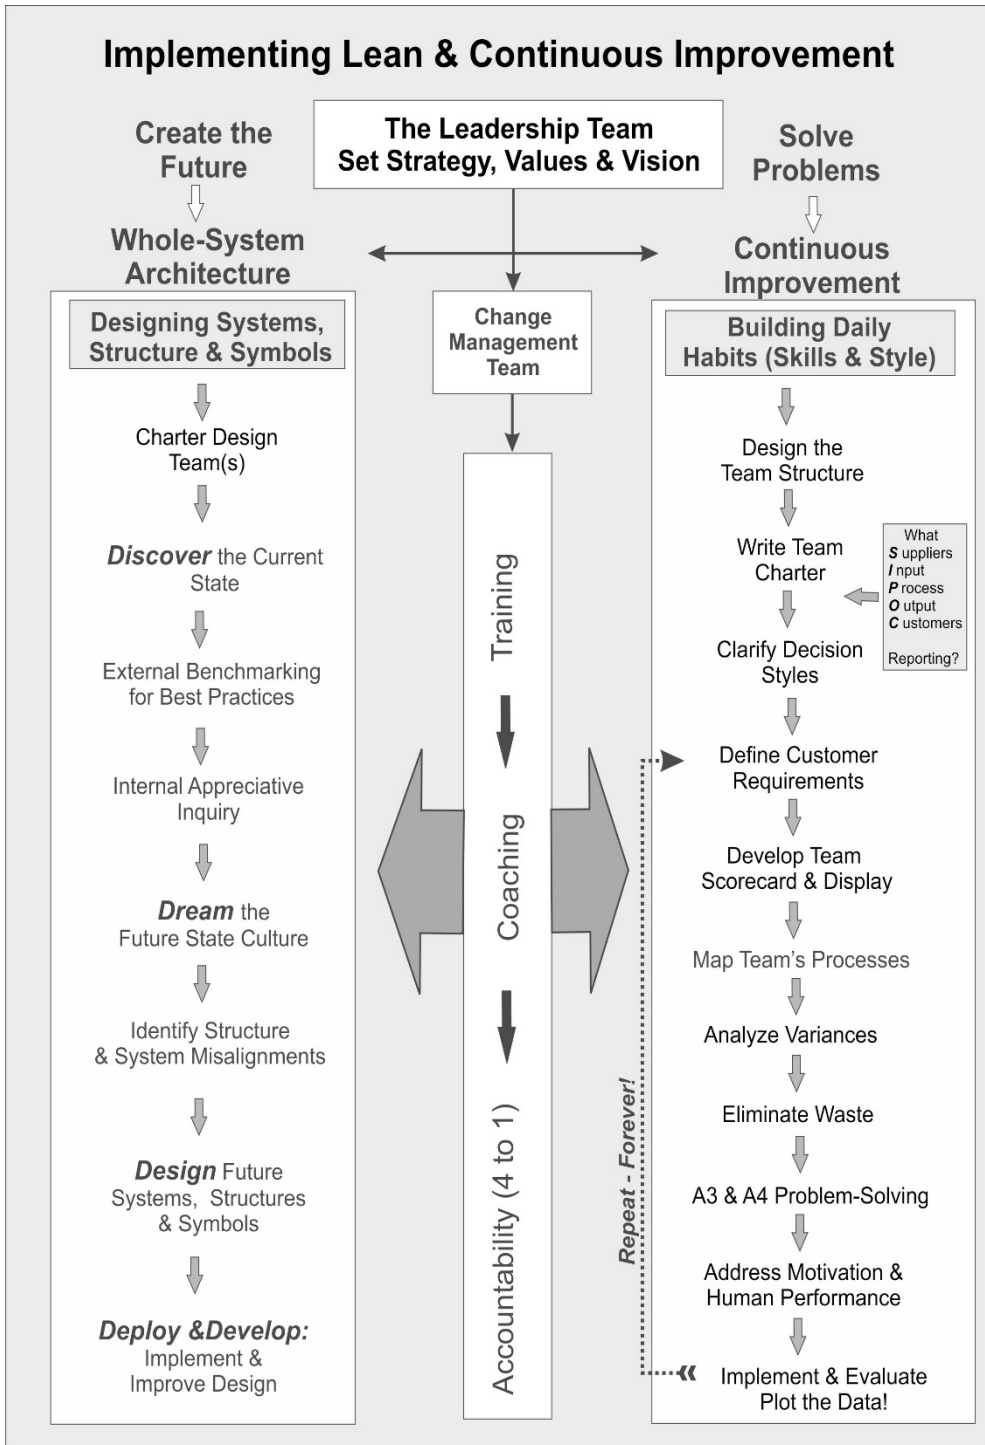 Implementing Lean & Continuous Improvement
The Leadership Team
Set Strategy, Values & Vision
Create the
Future
Whole-System
Architecture
Solve
Problems
Continuous
Improvement
Designing Systems,
Structure & Symbols
Charter Design
Team(s)
Discover the Current
State
External Benchmarking
for Best Practices
Internal Appreciative
Inquiry
Dream the
Future State Culture
Identify Structure
& System Misalignments
Design Future
Systems, Structures
& Symbols
Deploy &Develop:
Implement &
Improve Design
Change
Management
Team
Training
Coaching
Accountability (4 to 1)
Building Daily
Habits (Skills & Style)
Design the
Team Structure
Write Team
Charter
What
S uppliers
I nput
P rocess
O utput
C ustomers
Reporting?
Clarify Decision
Styles
Define Customer
Requirements
Develop Team
Scorecard & Display
Map Team's Processes
Analyze Variances
Eliminate Waste
A3 & A4 Problem-Solving
Address Motivation &
Human Performance
Implement & Evaluate
Plot the Data!
Repeat - Forever!